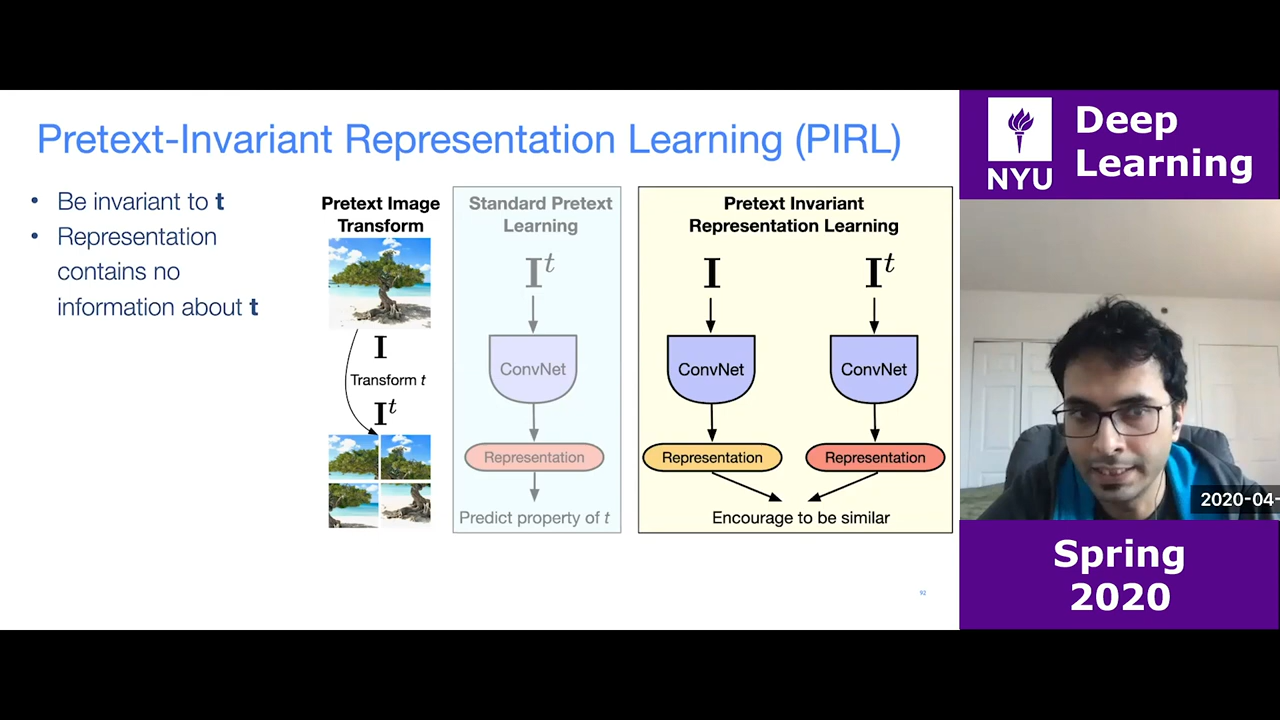 Pretext-Invariant Representation Learning (PIRL)
• Be invariant to t
• Representation
contains no
information about t
Pretext Image
Transform
I
Transform t
I^t
Standard Pretext
Learning
I^t
ConvNet
Representation
Predict property of t
Pretext Invariant
Representation Learning
I I^t
ConvNet ConvNet
Representation Representation
Encourage to be similar
92
NYU
Deep
Learning
2020-04-
Spring
2020